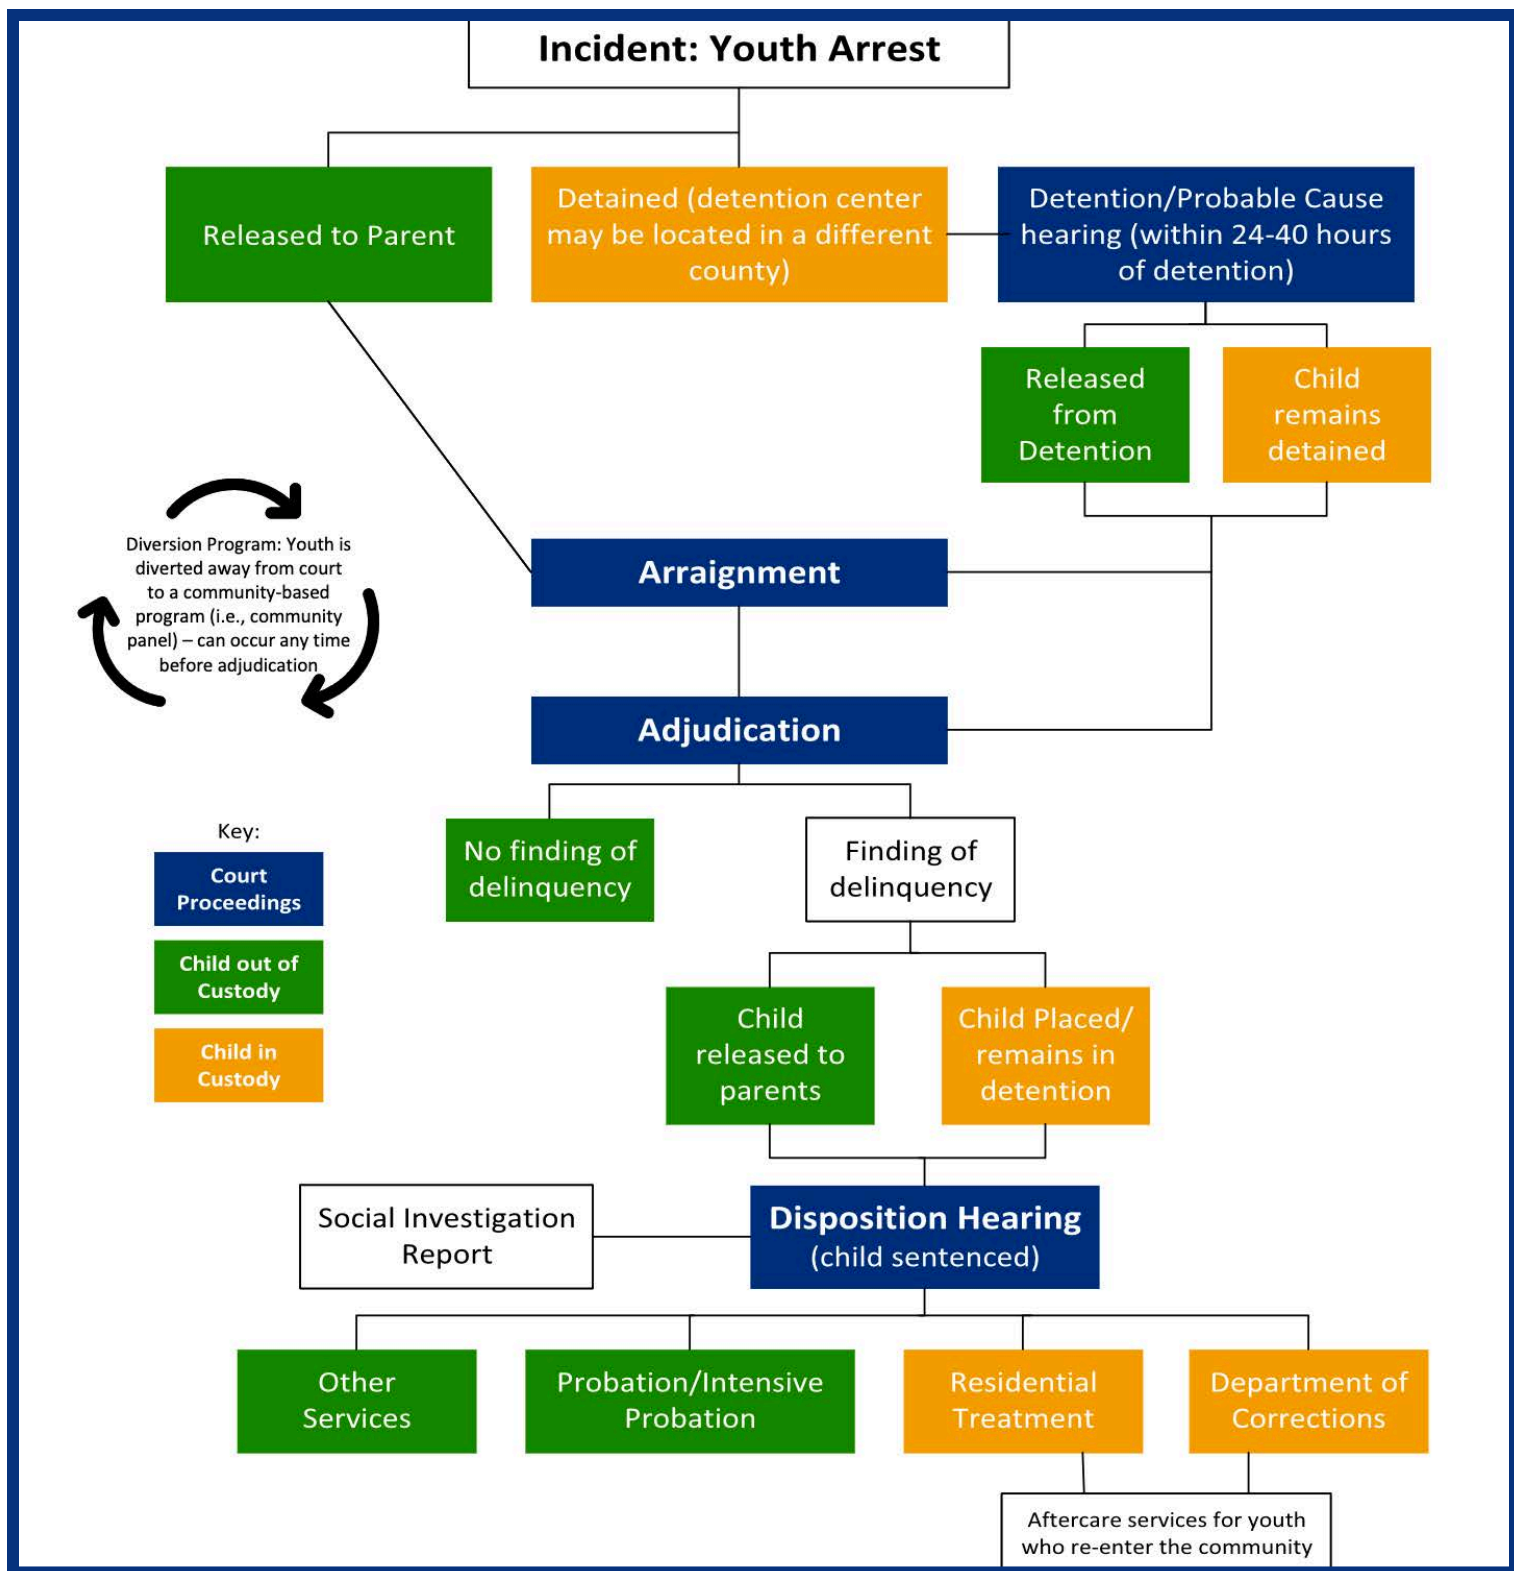 Incident: Youth Arrest
Released to Parent
Detained (detention center
may be located in a different
county)
Detention/Probable Cause
hearing (within 24-40 hours
of detention)
Released
from
Detention
Child
remains
detained
Diversion Program: Youth is
diverted away from court
to a community-based
program (i.e., community
panel) – can occur any time
before adjudication
Arraignment
Adjudication
No finding of
delinquency
Finding of
delinquency
Key:
Court
Proceedings
Child out of
Custody
Child in
Custody
Child
released to
parents
Child Placed/
remains in
detention
Social Investigation
Report
Disposition Hearing
(child sentenced)
Other
Services
Probation/Intensive
Probation
Residential
Treatment
Department of
Corrections
Aftercare services for youth
who re-enter the community